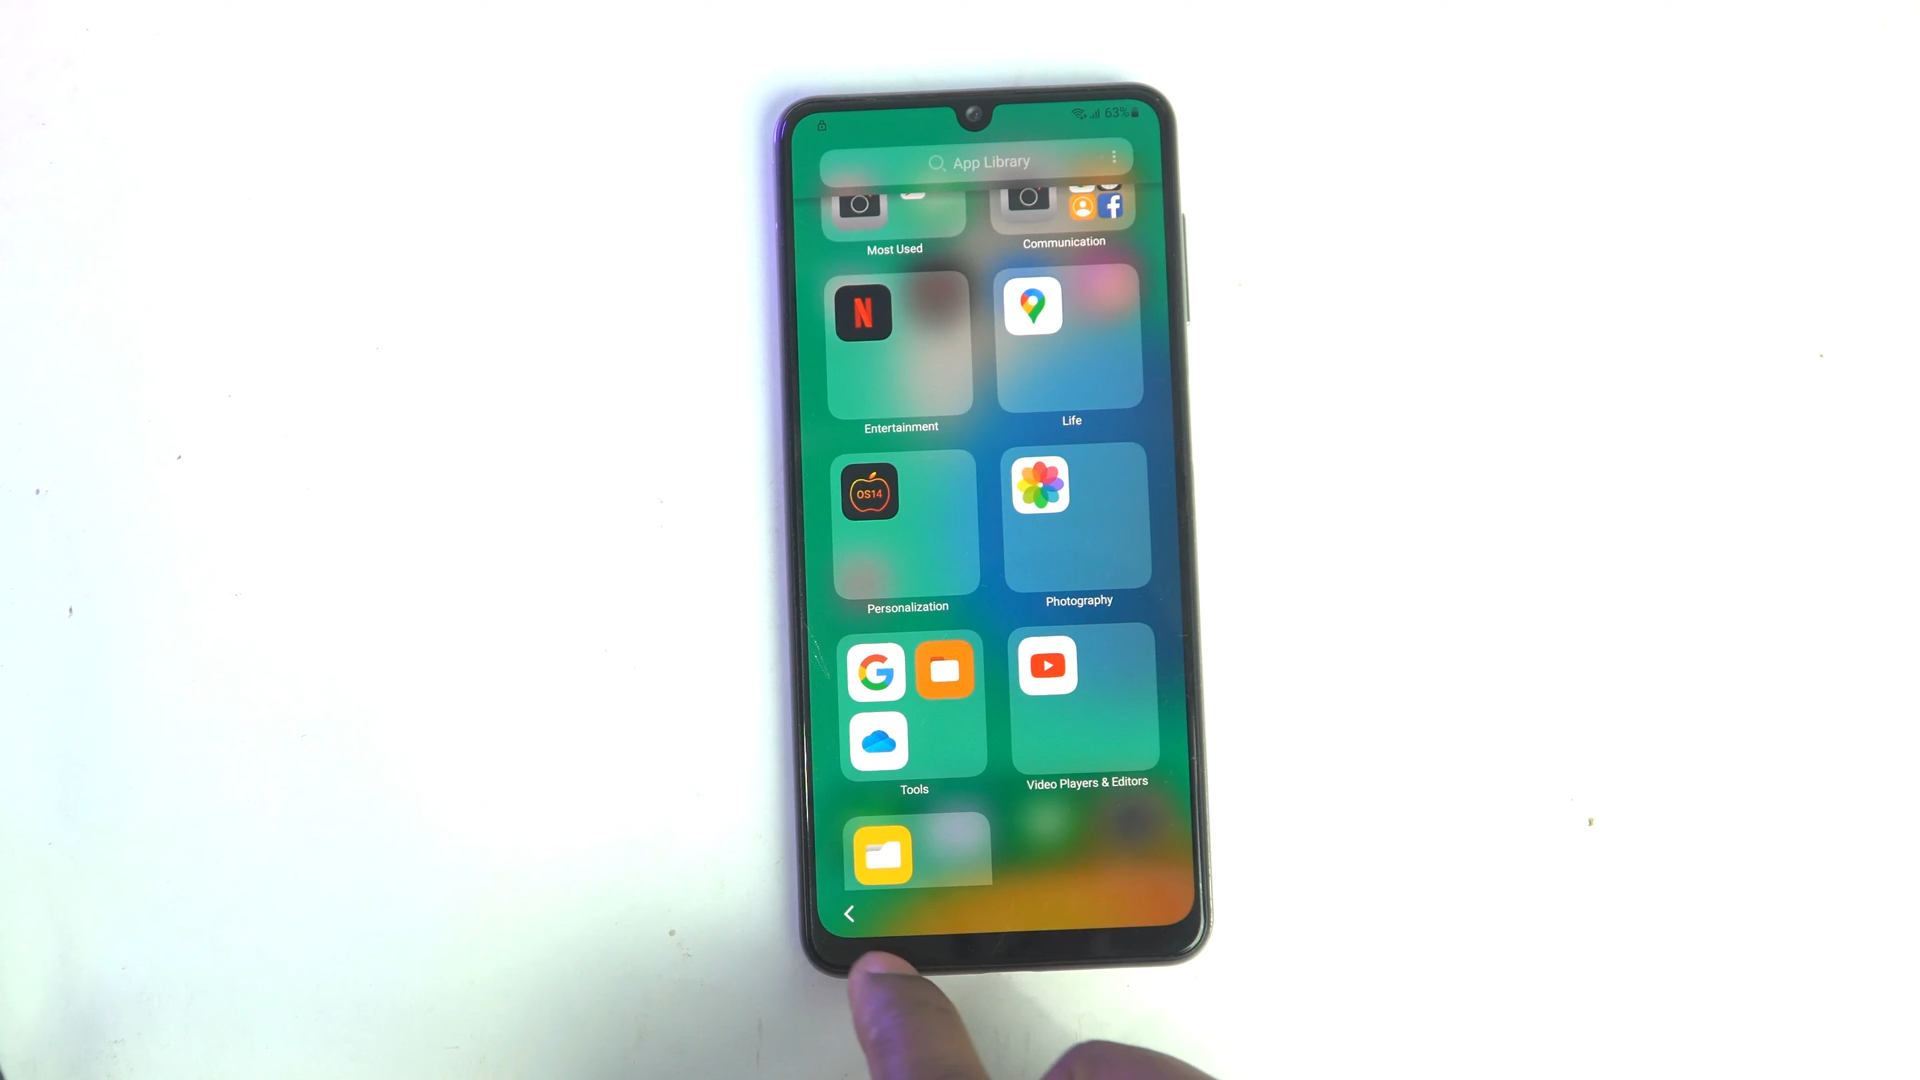 63%
App Library
Most Used
Communication
N
Entertainment
Life
OS14
Personalization
Photography
G
Tools
Video Players & Editors